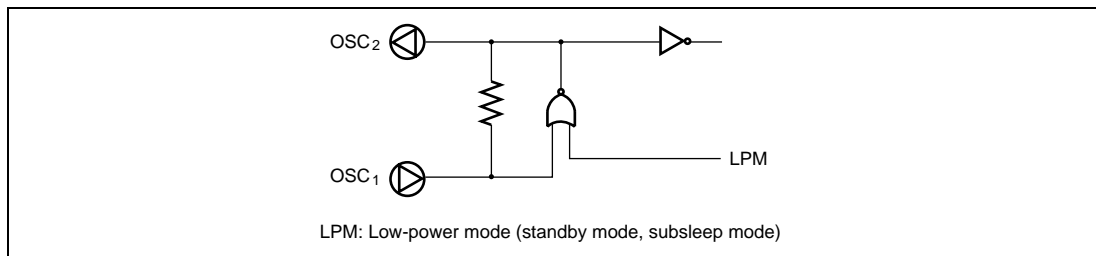 OSC2
OSC1
LPM
LPM: Low-power mode (standby mode, subsleep mode)